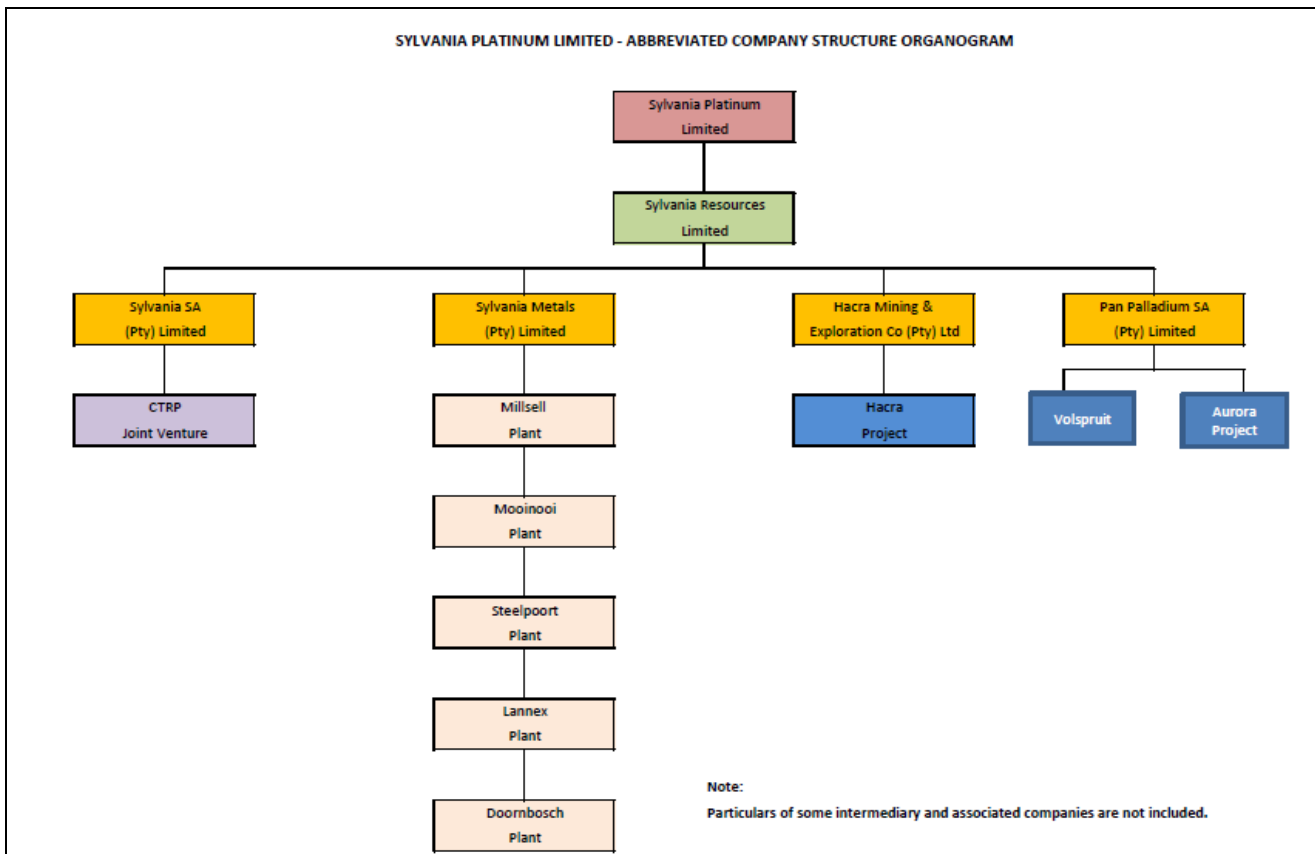 SYLVANIA PLATINUM LIMITED - ABBREVIATED COMPANY STRUCTURE ORGANOGRAM
Sylvania Platinum
Limited
Sylvania Resources
Limited
Sylvania SA
(Pty) Limited
Sylvania Metals
(Pty) Limited
Hacra Mining &
Exploration Co (Pty) Ltd
Pan Palladium SA
(Pty) Limited
CTRP
Joint Venture
Millsell
Plant
Hacra
Project
Volspruit
Aurora
Project
Mooinooi
Plant
Steelpoort
Plant
Lannex
Plant
Doornbosch
Plant
Note:
Particulars of some intermediary and associated companies are not included.